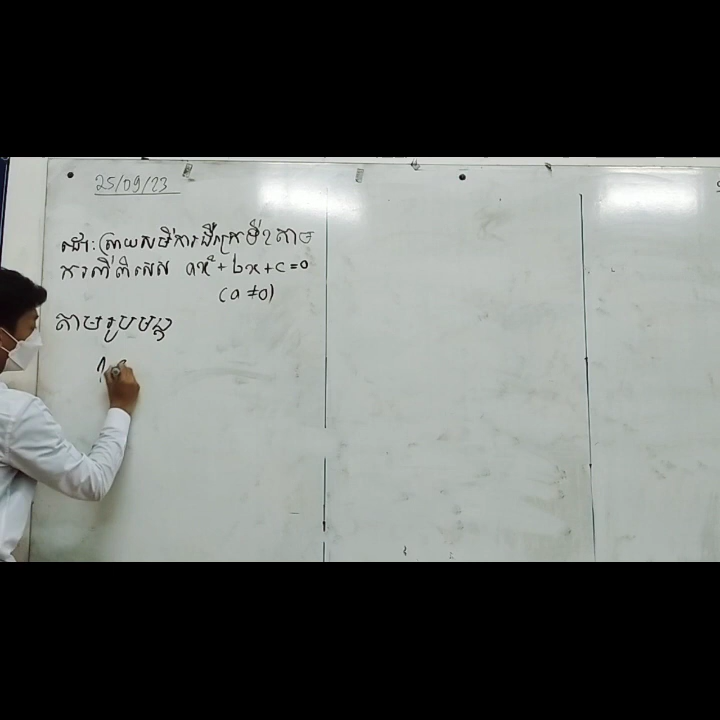 25/09/23
ដោះស្រាយសមីការដឺក្រេទី២តាម
ករណីពិសេស ax² + bx + c = 0
(a ≠ 0)
តាមរូបមន្ត